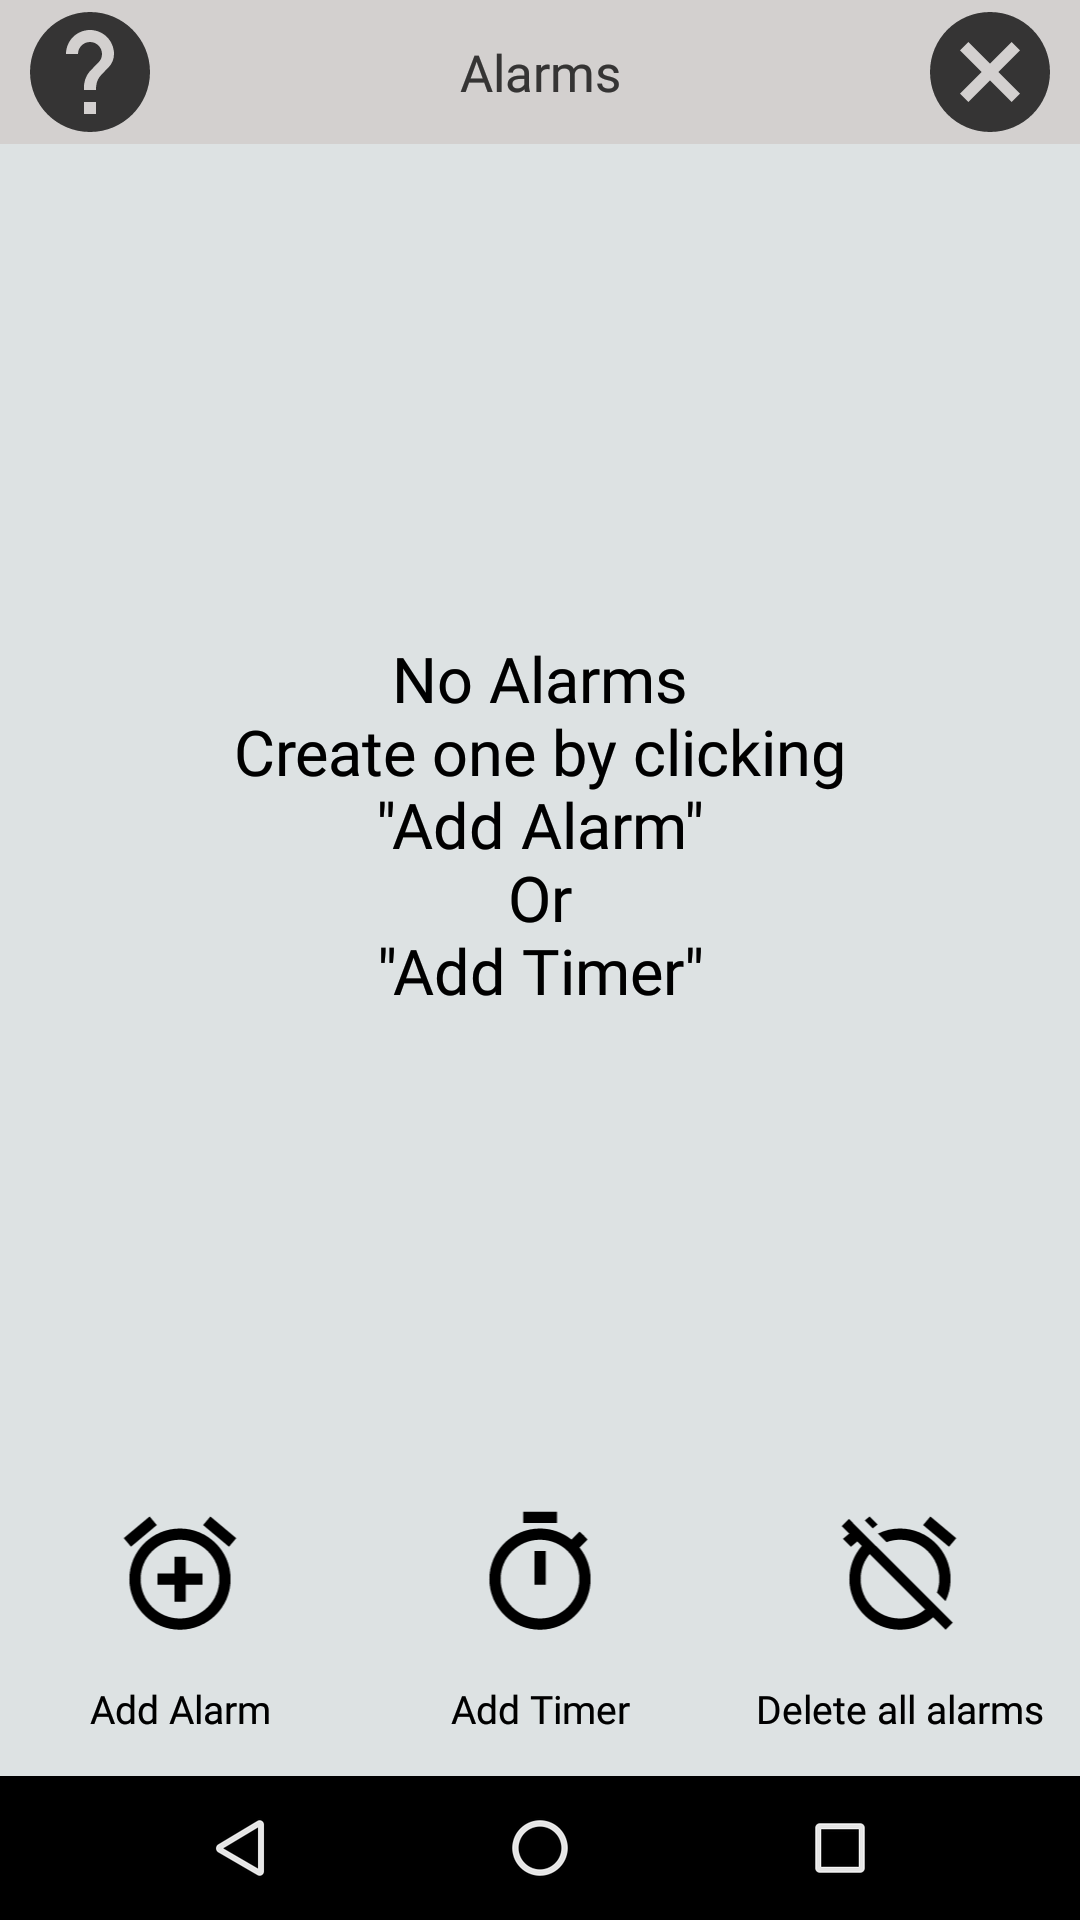 Alarms
No Alarms
Create one by clicking
"Add Alarm"
Or
"Add Timer"
Add Alarm
Add Timer
Delete all alarms